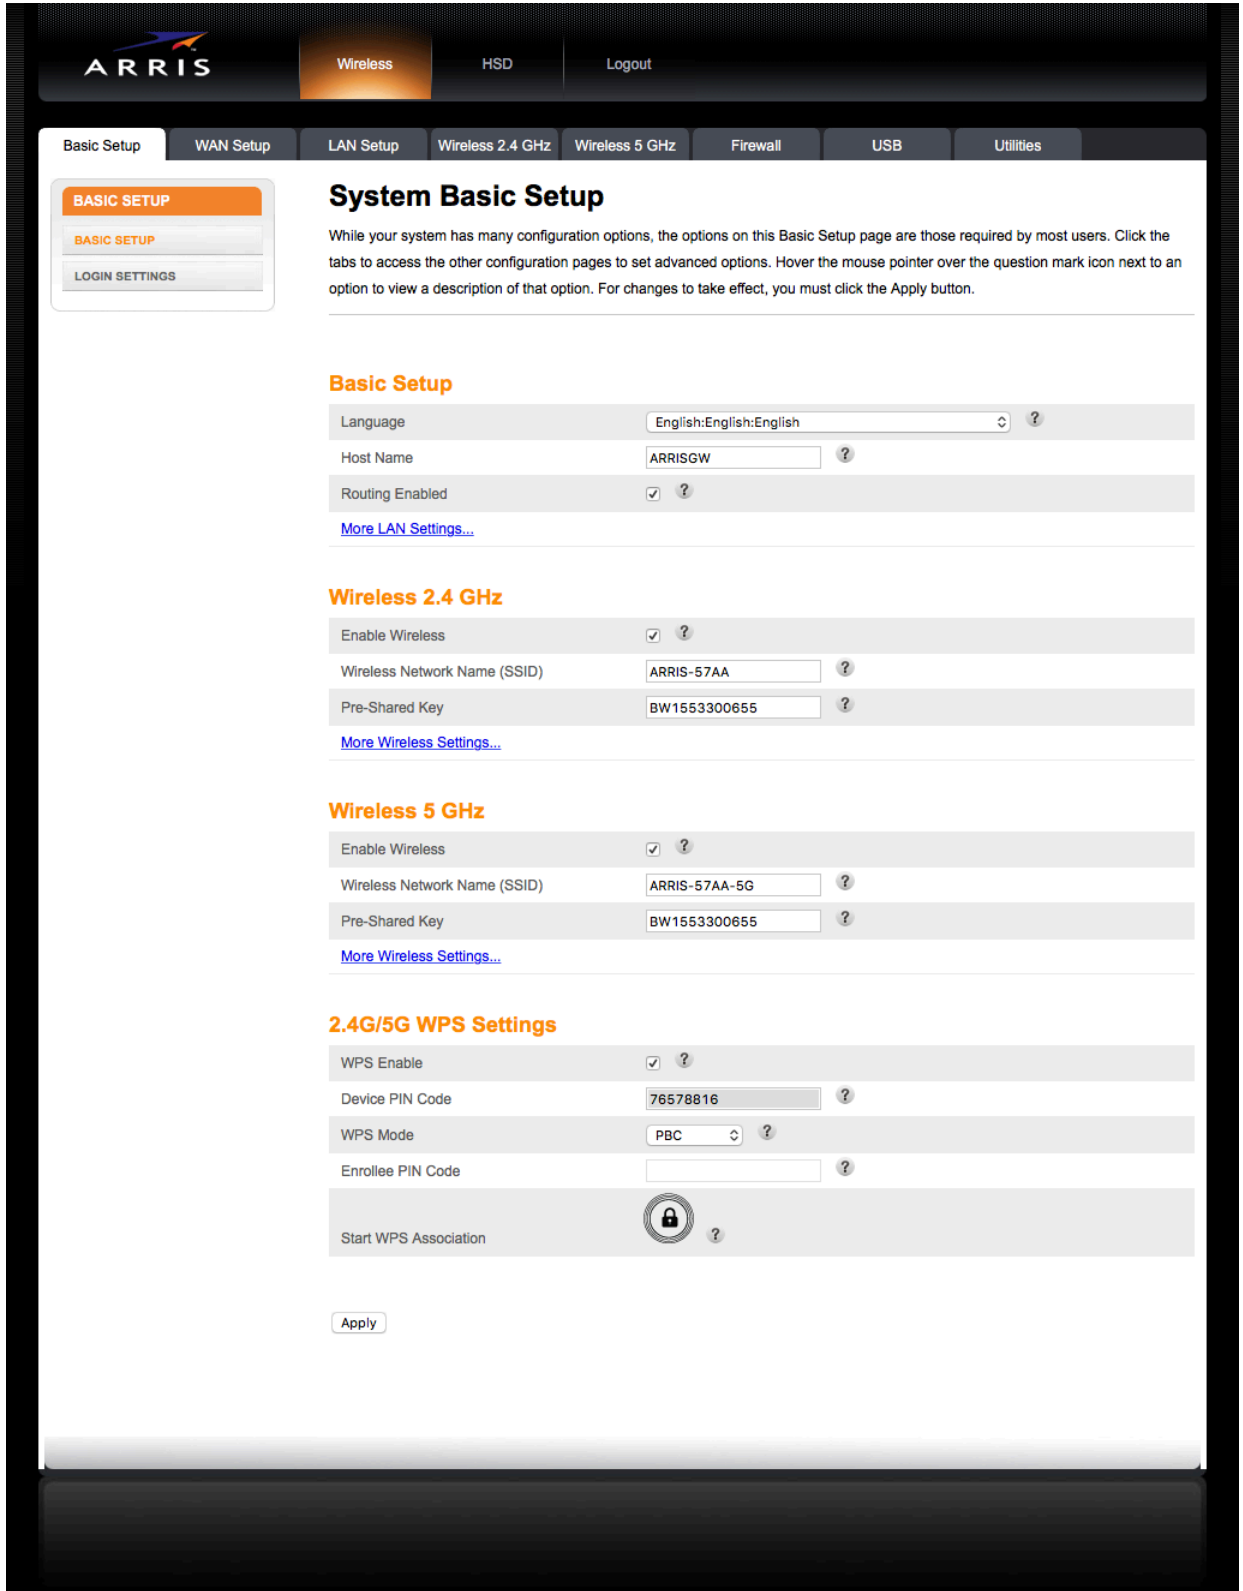 ARRIS
Wireless HSD Logout
Basic Setup WAN Setup LAN Setup Wireless 2.4 GHz Wireless 5 GHz Firewall USB Utilities
BASIC SETUP
BASIC SETUP
LOGIN SETTINGS
System Basic Setup
While your system has many configuration options, the options on this Basic Setup page are those required by most users. Click the
tabs to access the other configuration pages to set advanced options. Hover the mouse pointer over the question mark icon next to an
option to view a description of that option. For changes to take effect, you must click the Apply button.
Basic Setup
Language English:English:English ?
Host Name ARRISGW ?
Routing Enabled ?
More LAN Settings...
Wireless 2.4 GHz
Enable Wireless ?
Wireless Network Name (SSID) ARRIS-57AA ?
Pre-Shared Key BW1553300655 ?
More Wireless Settings...
Wireless 5 GHz
Enable Wireless ?
Wireless Network Name (SSID) ARRIS-57AA-5G ?
Pre-Shared Key BW1553300655 ?
More Wireless Settings...
2.4G/5G WPS Settings
WPS Enable ?
Device PIN Code 76578816 ?
WPS Mode PBC ?
Enrollee PIN Code ?
Start WPS Association ?
Apply